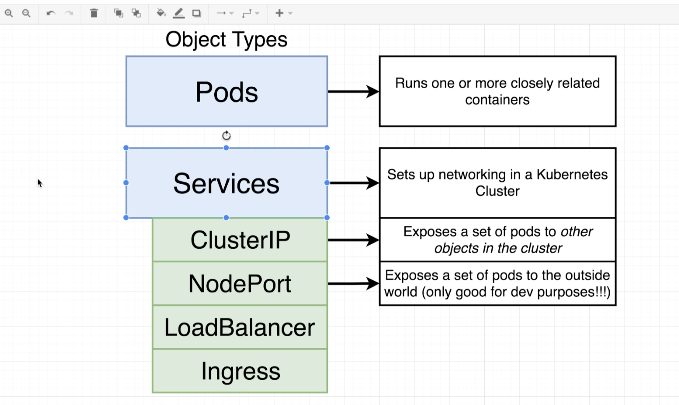 Object Types
Pods
Runs one or more closely related
containers
Services
Sets up networking in a Kubernetes
Cluster
ClusterIP
Exposes a set of pods to other
objects in the cluster
NodePort
Exposes a set of pods to the outside
world (only good for dev purposes!!!)
LoadBalancer
Ingress